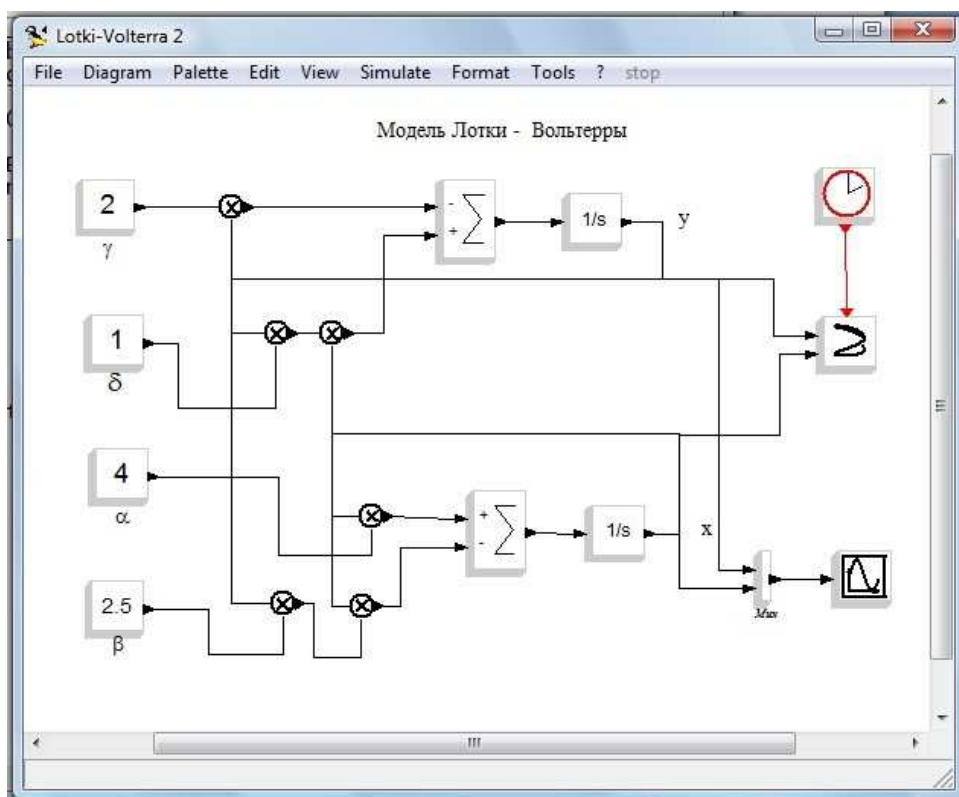 Lotki-Volterra 2
File Diagram Palette Edit View Simulate Format Tools ? stop
Модель Лотки - Вольтерры
2
γ
- + Σ
1/s
y
1
δ
4
α
+ - Σ
1/s
x
2.5
β
Mux